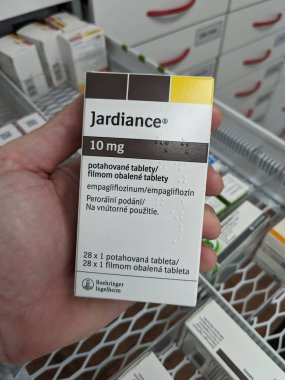 Jardiance®
10 mg
potahované tablety/
filmom obalené tablety
empagliflozinum/empagliflozín
Perorální podání/
Na vnútorné použitie.
28 x 1 potahovaná tableta/
28 x 1 filmom obalená tableta
Boehringer
Ingelheim